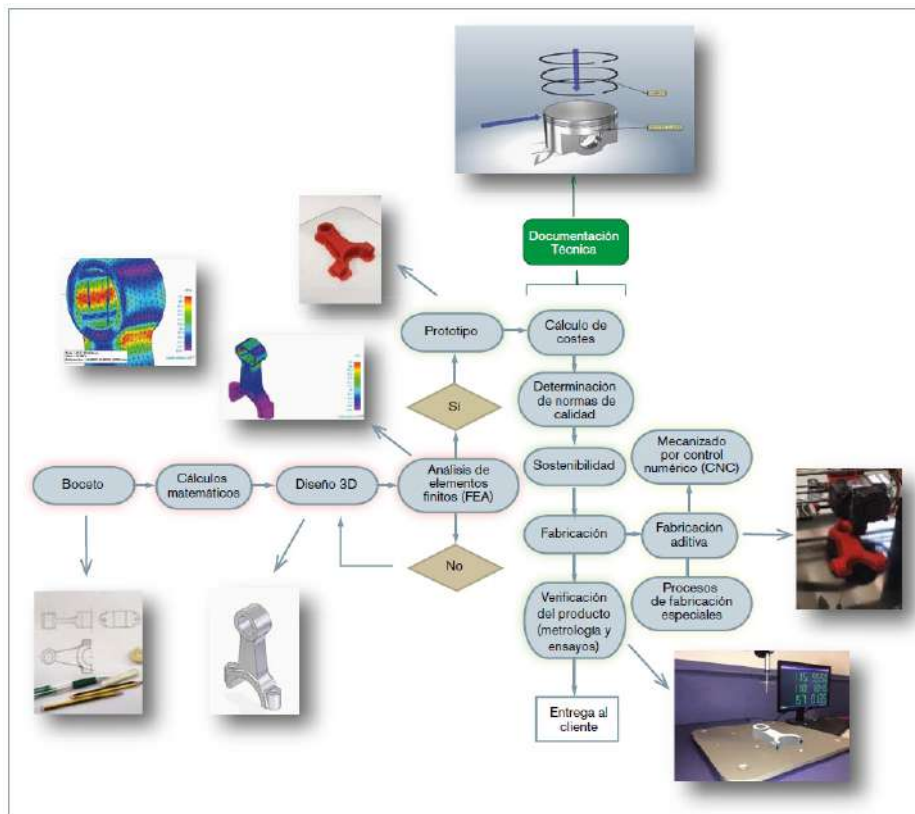 Documentación
Técnica
Prototipo
Cálculo de
costes
Sí
Determinación
de normas de
calidad
Mecanizado
por control
numérico (CNC)
Boceto
Cálculos
matemáticos
Diseño 3D
Análisis de
elementos
finitos (FEA)
Sostenibilidad
No
Fabricación
Fabricación
aditiva
Verificación
del producto
(metrología y
ensayos)
Procesos
de fabricación
especiales
Entrega al
cliente